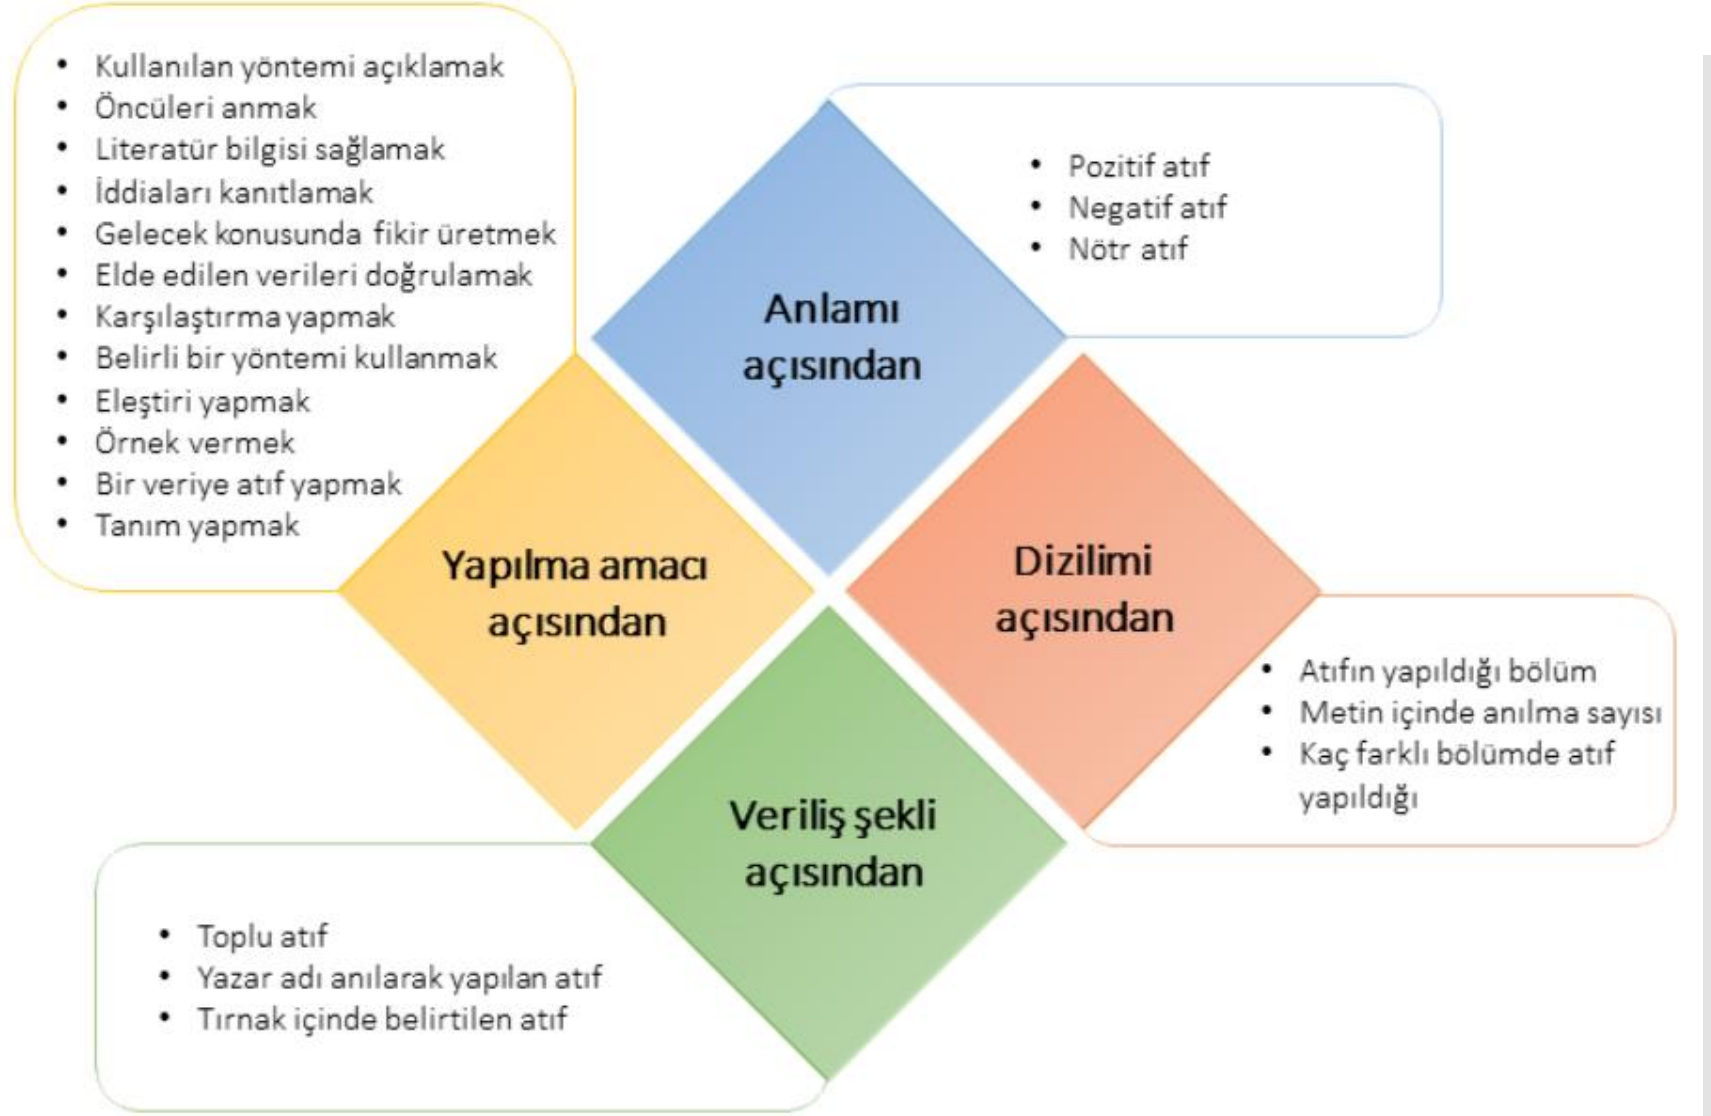 • Kullanılan yöntemi açıklamak
• Öncüleri anmak
• Literatür bilgisi sağlamak
• İddiaları kanıtlamak
• Gelecek konusunda fikir üretmek
• Elde edilen verileri doğrulamak
• Karşılaştırma yapmak
• Belirli bir yöntemi kullanmak
• Eleştiri yapmak
• Örnek vermek
• Bir veriye atıf yapmak
• Tanım yapmak
• Pozitif atıf
• Negatif atıf
• Nötr atıf
Anlamı
açısından
Yapılma amacı
açısından
Dizilimi
açısından
• Atıfın yapıldığı bölüm
• Metin içinde anılma sayısı
• Kaç farklı bölümde atıf
yapıldığı
Veriliş şekli
açısından
• Toplu atıf
• Yazar adı anılarak yapılan atıf
• Tırnak içinde belirtilen atıf